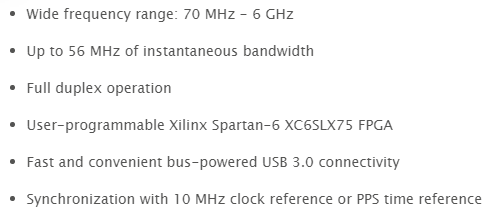 • Wide frequency range: 70 MHz - 6 GHz
• Up to 56 MHz of instantaneous bandwidth
• Full duplex operation
• User-programmable Xilinx Spartan-6 XC6SLX75 FPGA
• Fast and convenient bus-powered USB 3.0 connectivity
• Synchronization with 10 MHz clock reference or PPS time reference